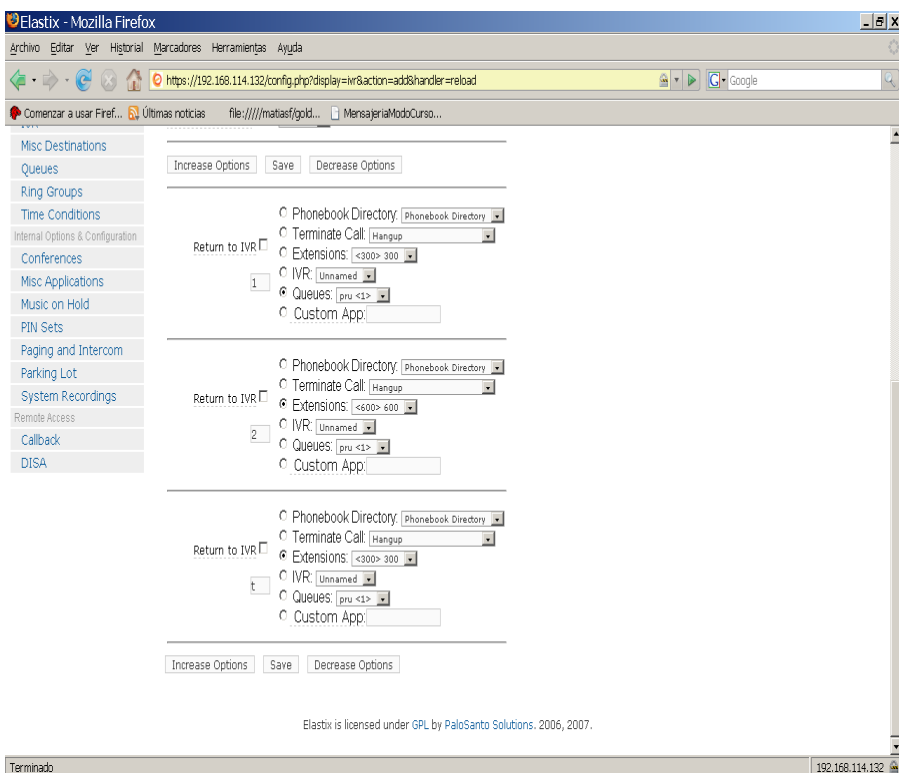 Elastix - Mozilla Firefox
Archivo Editar Ver Historial Marcadores Herramientas Ayuda
https://192.168.114.132/config.php?display=ivr&action=add&handler=reload
G Google
Comenzar a usar Firef... Últimas noticias file://///matiasf/gold... MensajeriaModoCurso...
Misc Destinations
Queues
Ring Groups
Time Conditions
Internal Options & Configuration
Conferences
Misc Applications
Music on Hold
PIN Sets
Paging and Intercom
Parking Lot
System Recordings
Remote Access
Callback
DISA
Increase Options Save Decrease Options
Phonebook Directory: Phonebook Directory
Terminate Call: Hangup
Return to IVR
Extensions: <300> 300
1
IVR: Unnamed
Queues: pru <1>
Custom App:
Phonebook Directory: Phonebook Directory
Terminate Call: Hangup
Return to IVR
Extensions: <600> 600
2
IVR: Unnamed
Queues: pru <1>
Custom App:
Phonebook Directory: Phonebook Directory
Terminate Call: Hangup
Return to IVR
Extensions: <300> 300
t
IVR: Unnamed
Queues: pru <1>
Custom App:
Increase Options Save Decrease Options
Elastix is licensed under GPL by PaloSanto Solutions. 2006, 2007.
Terminado
192.168.114.132